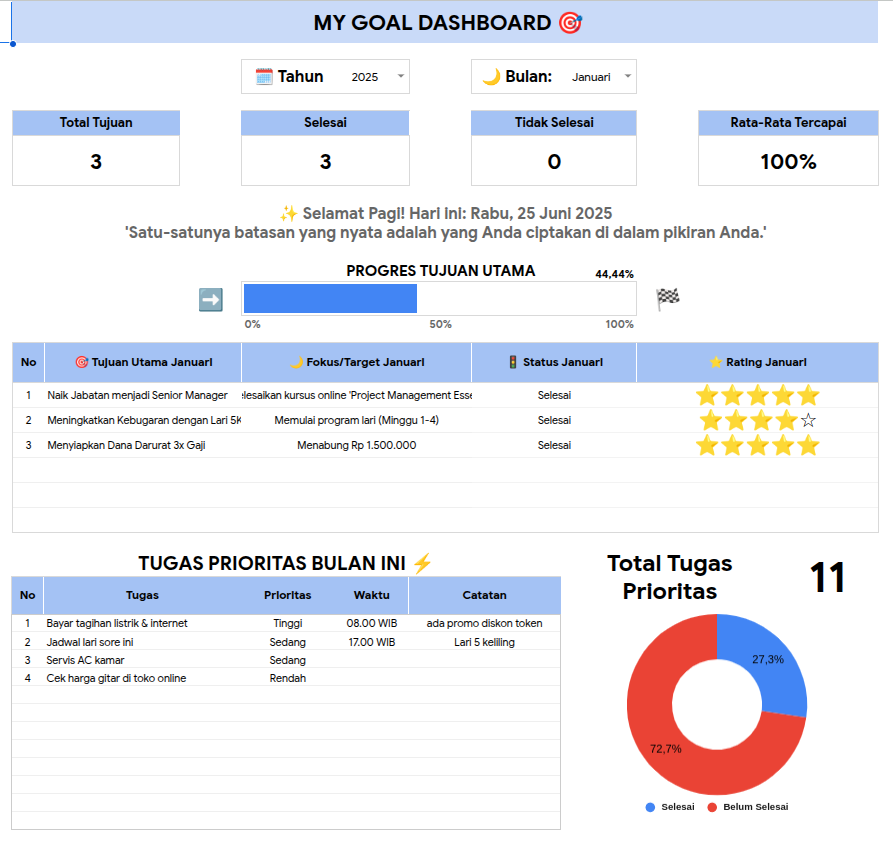 MY GOAL DASHBOARD 🎯
🗓️ Tahun 2025 🌙 Bulan: Januari
Total Tujuan Selesai Tidak Selesai Rata-Rata Tercapai
3 3 0 100%
✨ Selamat Pagi! Hari ini: Rabu, 25 Juni 2025
'Satu-satunya batasan yang nyata adalah yang Anda ciptakan di dalam pikiran Anda.'
PROGRES TUJUAN UTAMA 44,44%
0% 50% 100%
No 🎯 Tujuan Utama Januari 🌙 Fokus/Target Januari 🚦 Status Januari ⭐ Rating Januari
1 Naik Jabatan menjadi Senior Manager elesaikan kursus online 'Project Management Esse Selesai ⭐⭐⭐⭐⭐
2 Meningkatkan Kebugaran dengan Lari 5K Memulai program lari (Minggu 1-4) Selesai ⭐⭐⭐⭐☆
3 Menyiapkan Dana Darurat 3x Gaji Menabung Rp 1.500.000 Selesai ⭐⭐⭐⭐⭐
TUGAS PRIORITAS BULAN INI ⚡
No Tugas Prioritas Waktu Catatan
1 Bayar tagihan listrik & internet Tinggi 08.00 WIB ada promo diskon token
2 Jadwal lari sore ini Sedang 17.00 WIB Lari 5 keliling
3 Servis AC kamar Sedang
4 Cek harga gitar di toko online Rendah
Total Tugas
Prioritas
11
27,3%
72,7%
Selesai Belum Selesai